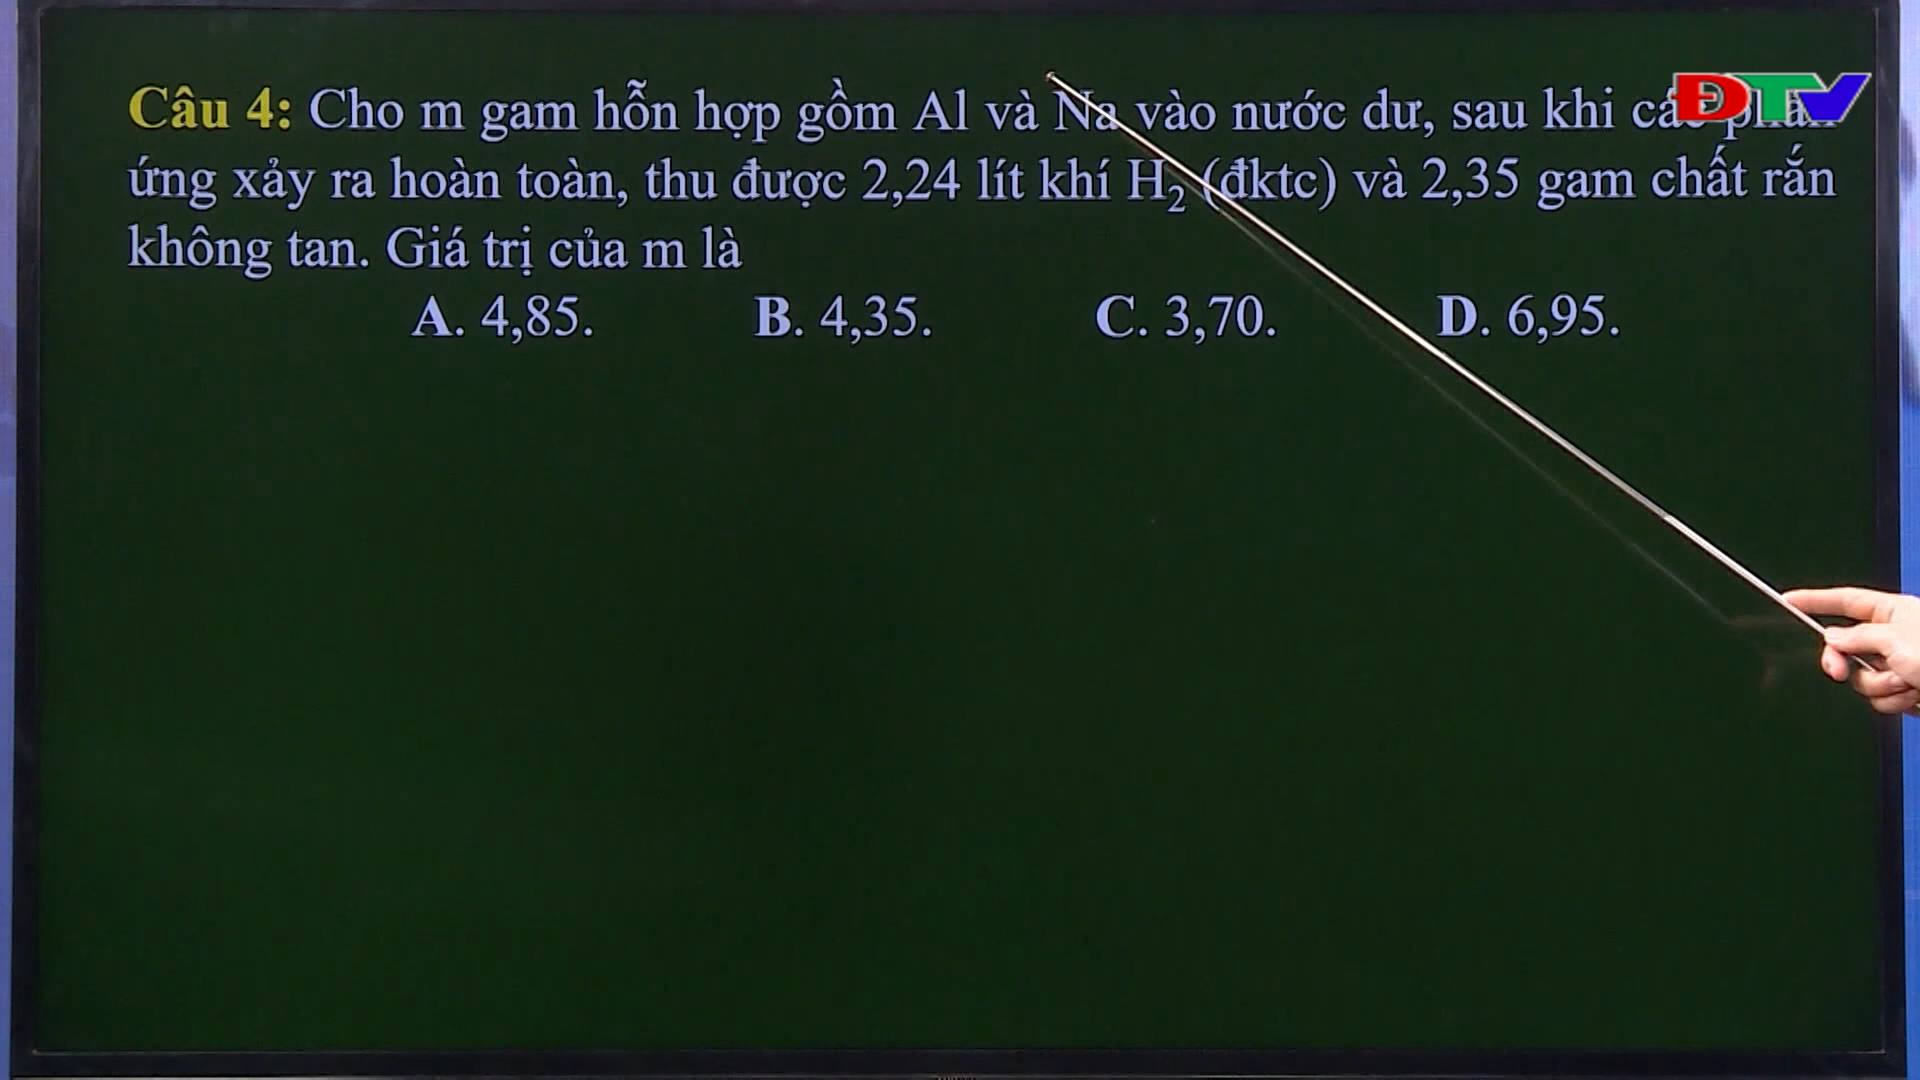 Câu 4: Cho m gam hỗn hợp gồm Al và Na vào nước dư, sau khi các phản
ứng xảy ra hoàn toàn, thu được 2,24 lít khí H₂ (đktc) và 2,35 gam chất rắn
không tan. Giá trị của m là
A. 4,85. B. 4,35. C. 3,70. D. 6,95.
ĐTV